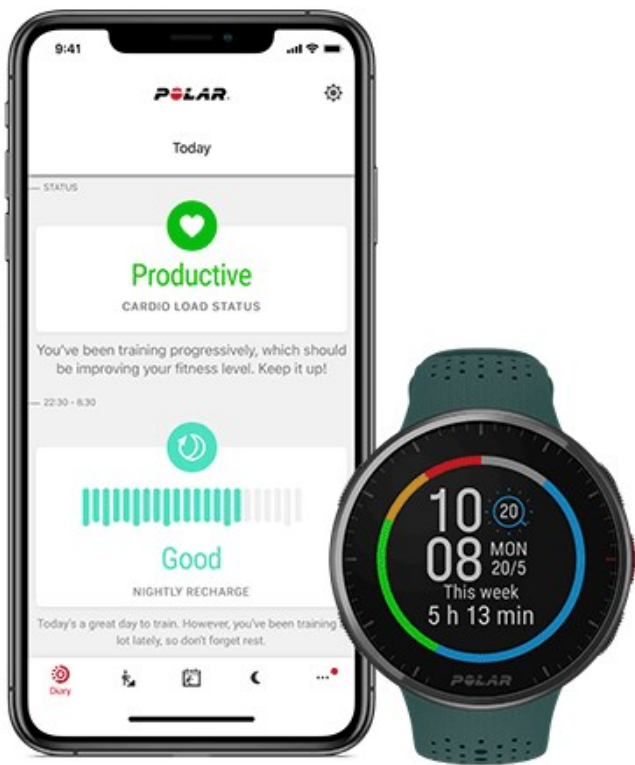 9:41
POLAR
Today
STATUS
Productive
CARDIO LOAD STATUS
You've been training progressively, which should
be improving your fitness level. Keep it up!
22:30 - 8.30
Good
NIGHTLY RECHARGE
Today's a great day to train. However, you've been training
lot lately, so don't forget rest.
Diary
10
20
08
MON
20/5
This week
5 h 13 min
POLAR